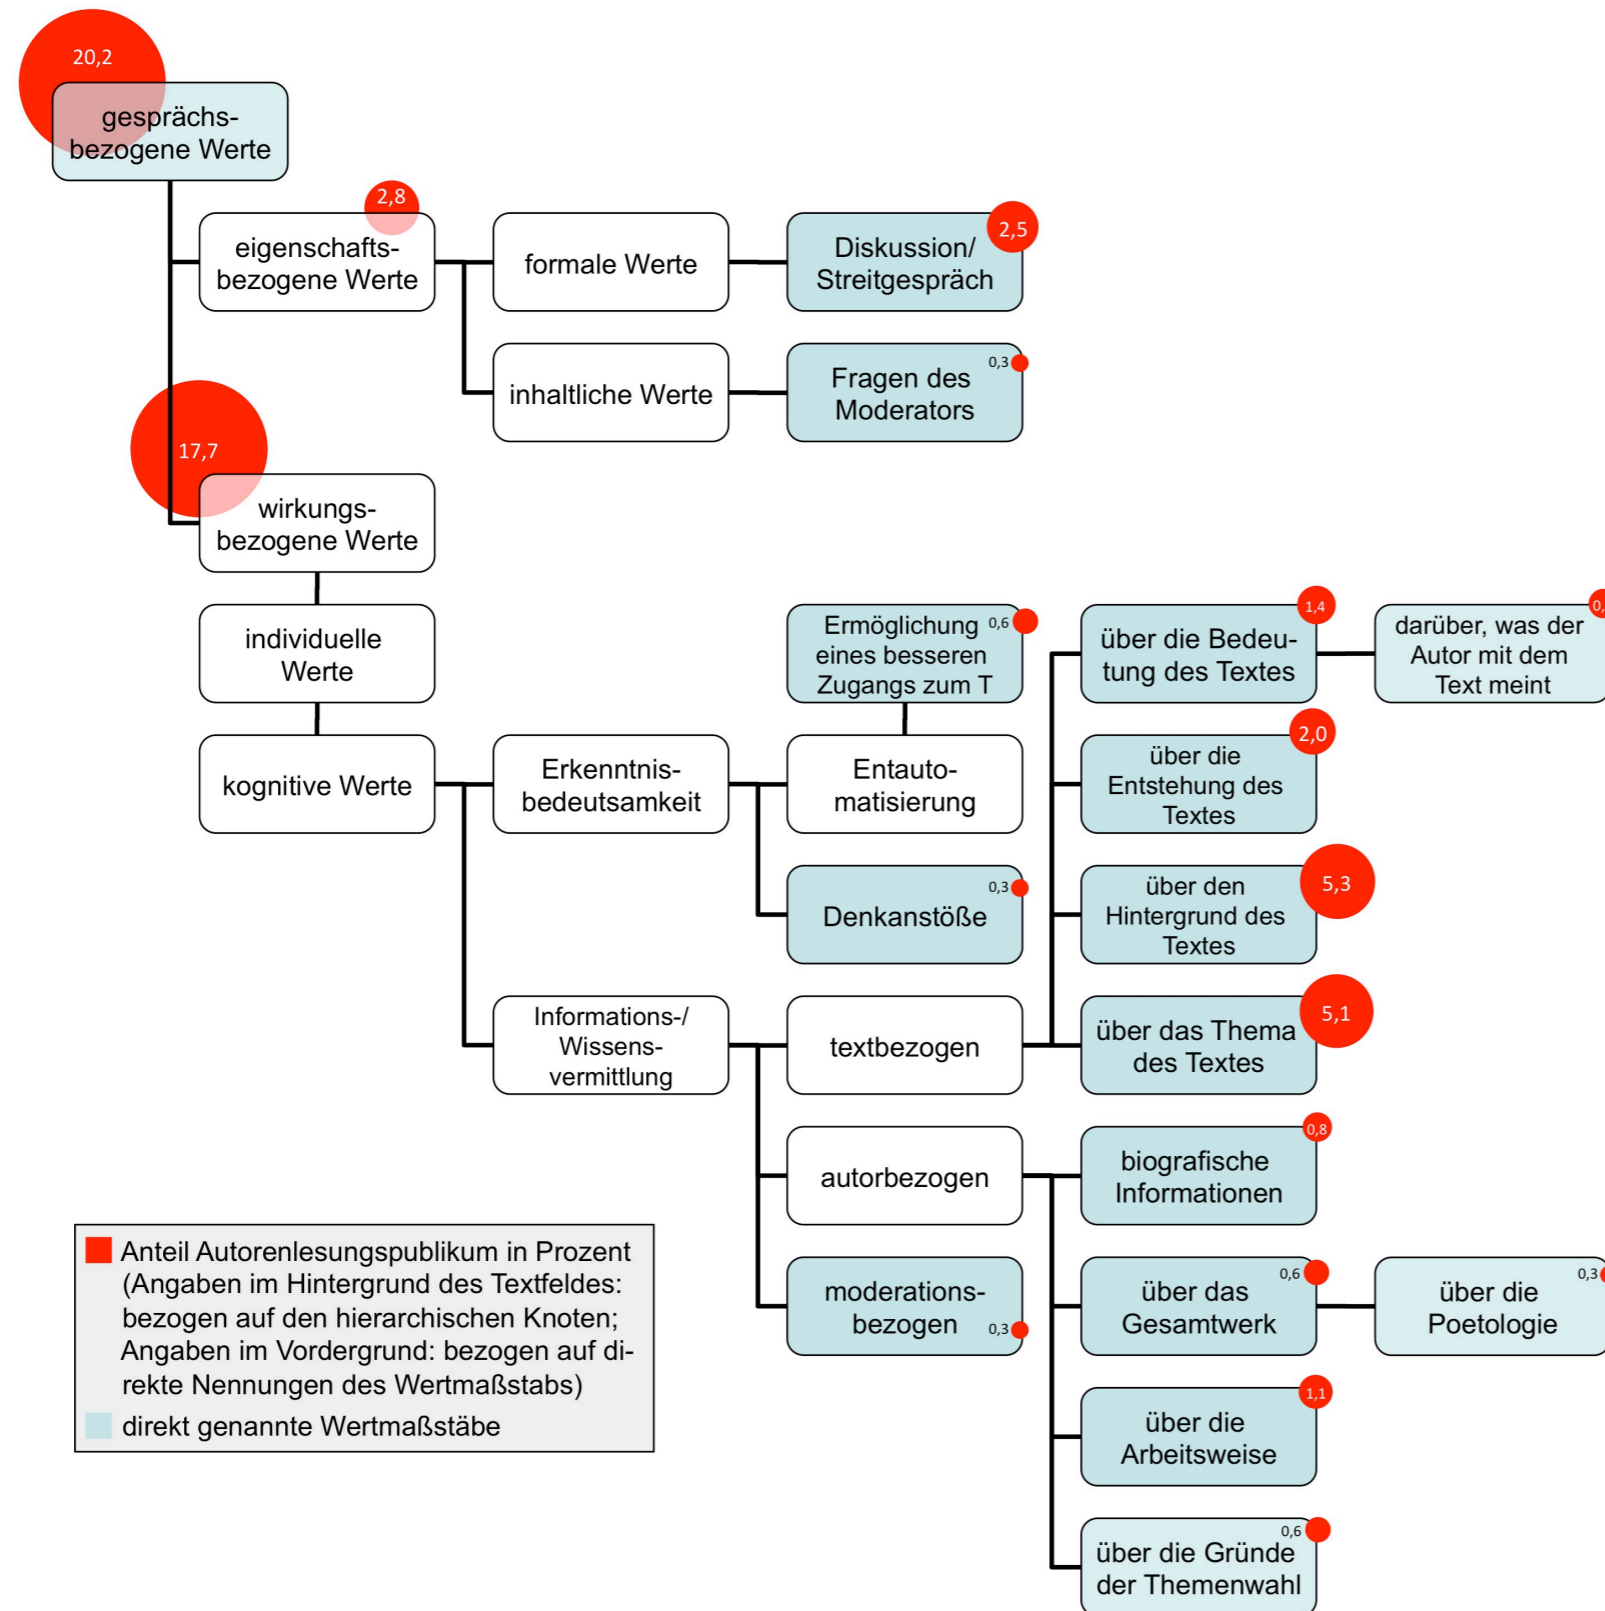 20,2
gesprächs-
bezogene Werte
2,8
eigenschafts-
bezogene Werte
formale Werte
2,5
Diskussion/
Streitgespräch
inhaltliche Werte
0,3
Fragen des
Moderators
17,7
wirkungs-
bezogene Werte
individuelle
Werte
kognitive Werte
Erkenntnis-
bedeutsamkeit
0,6
Ermöglichung
eines besseren
Zugangs zum T
Entauto-
matisierung
0,3
Denkanstöße
Informations-/
Wissens-
vermittlung
textbezogen
1,4
über die Bedeu-
tung des Textes
darüber, was der
Autor mit dem
Text meint
2,0
über die
Entstehung des
Textes
5,3
über den
Hintergrund des
Textes
5,1
über das Thema
des Textes
autorbezogen
0,8
biografische
Informationen
0,6
über das
Gesamtwerk
0,3
über die
Poetologie
1,1
über die
Arbeitsweise
0,6
über die Gründe
der Themenwahl
moderations-
bezogen
0,3
Anteil Autorenlesungspublikum in Prozent
(Angaben im Hintergrund des Textfeldes:
bezogen auf den hierarchischen Knoten;
Angaben im Vordergrund: bezogen auf di-
rekte Nennungen des Wertmaßstabs)
direkt genannte Wertmaßstäbe